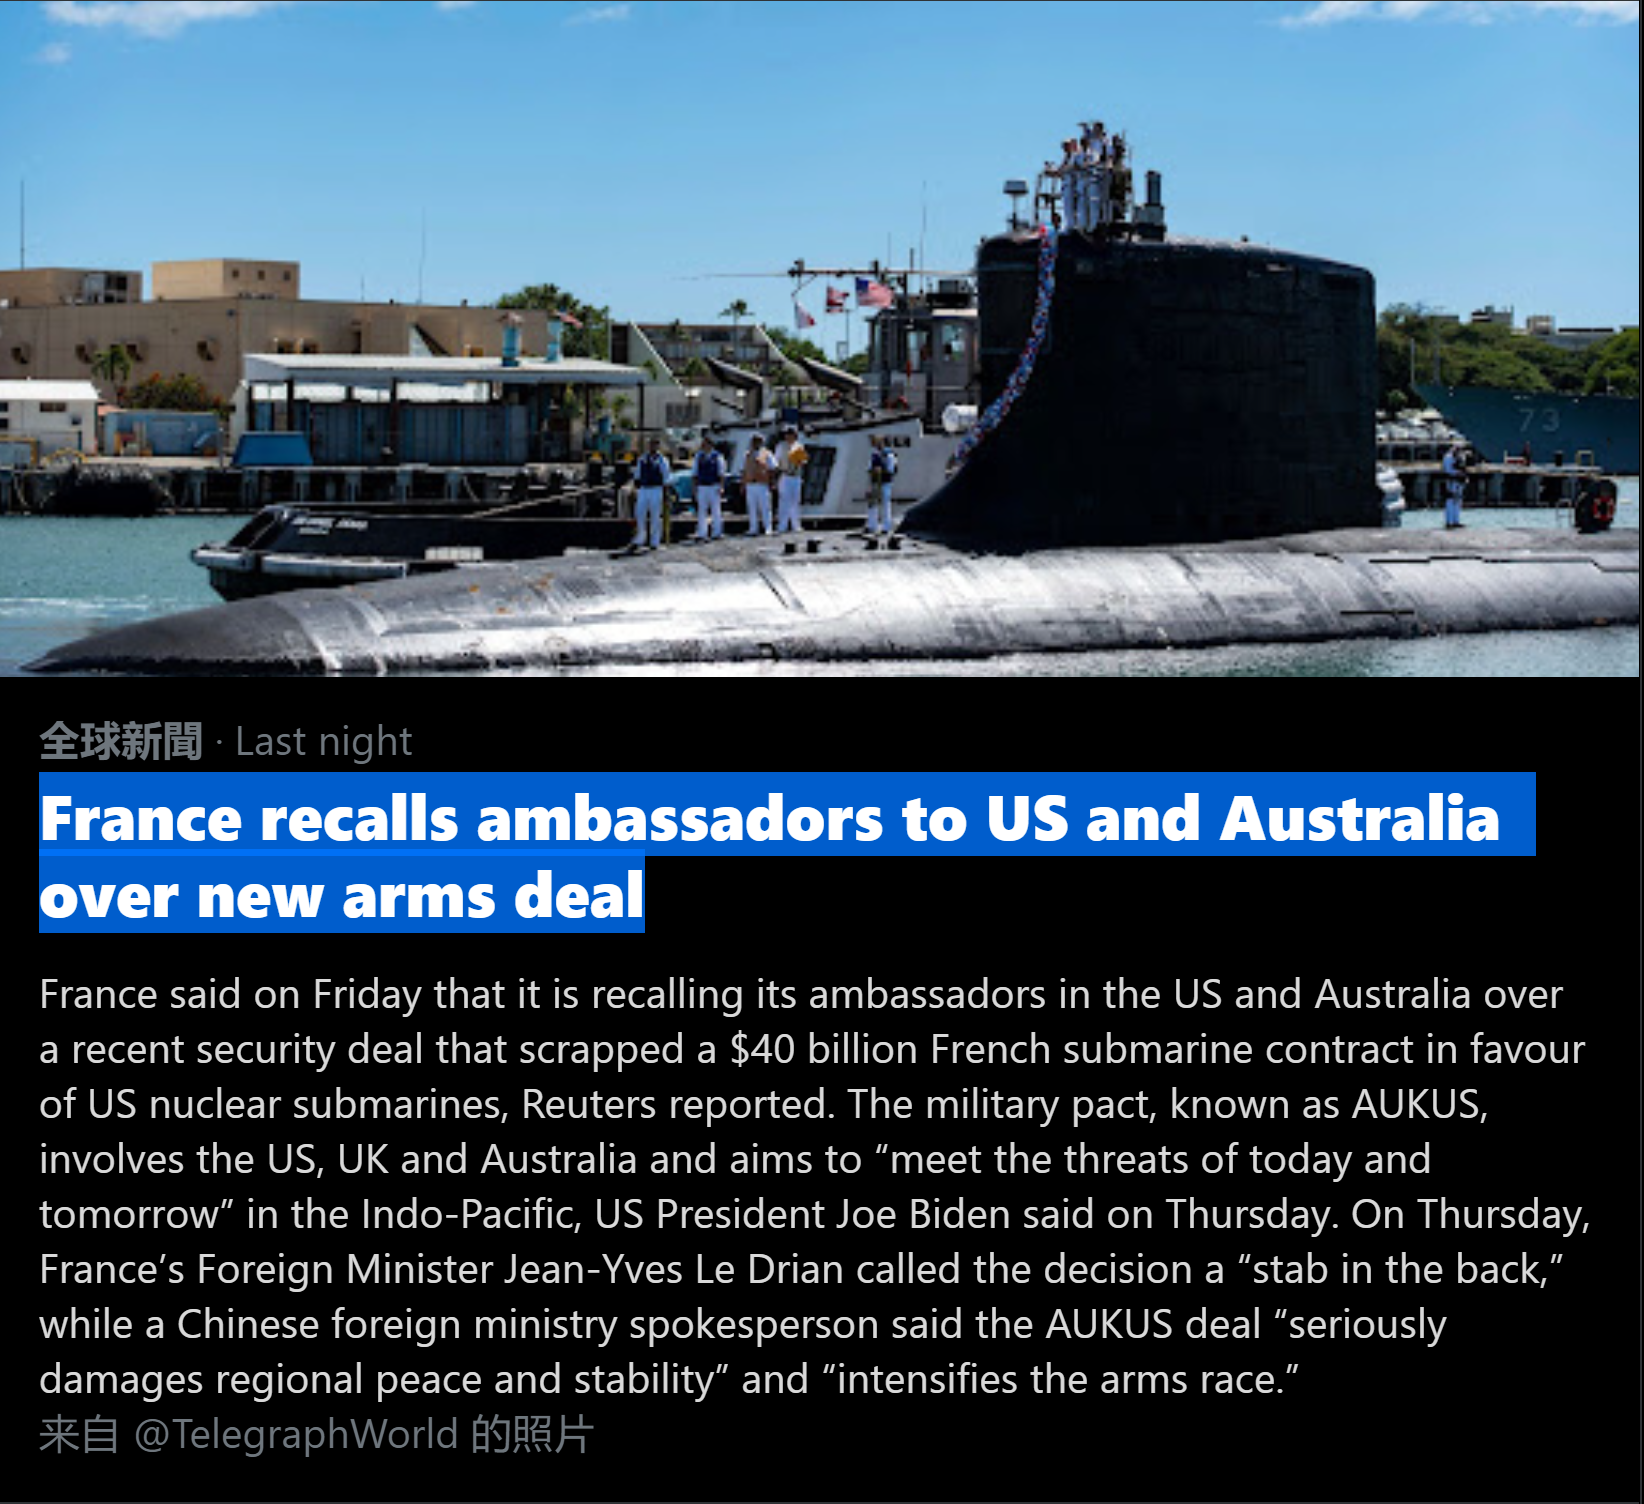 73
全球新聞 · Last night
France recalls ambassadors to US and Australia
over new arms deal
France said on Friday that it is recalling its ambassadors in the US and Australia over
a recent security deal that scrapped a $40 billion French submarine contract in favour
of US nuclear submarines, Reuters reported. The military pact, known as AUKUS,
involves the US, UK and Australia and aims to “meet the threats of today and
tomorrow” in the Indo-Pacific, US President Joe Biden said on Thursday. On Thursday,
France’s Foreign Minister Jean-Yves Le Drian called the decision a “stab in the back,”
while a Chinese foreign ministry spokesperson said the AUKUS deal “seriously
damages regional peace and stability” and “intensifies the arms race.”
来自 @TelegraphWorld 的照片